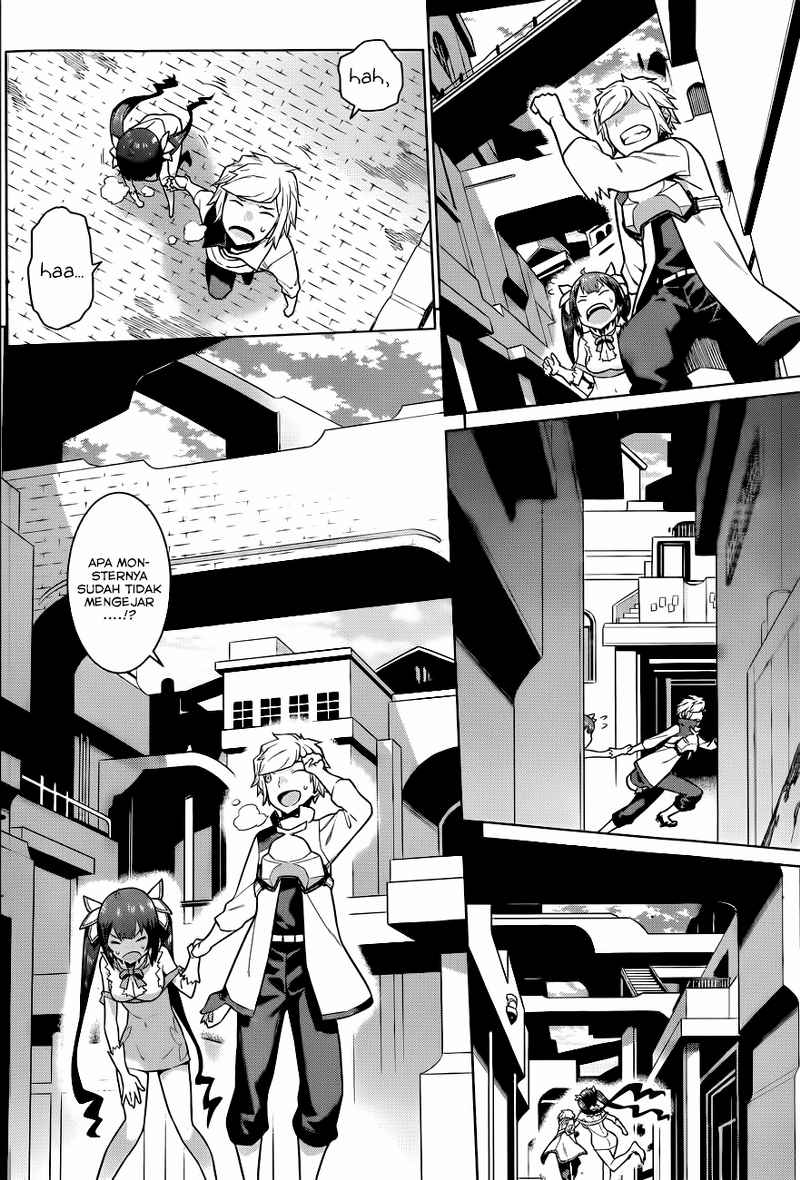 hah,
haa...
APA MON-
STERNYA
SUDAH TIDAK
MENGEJAR
.....!?